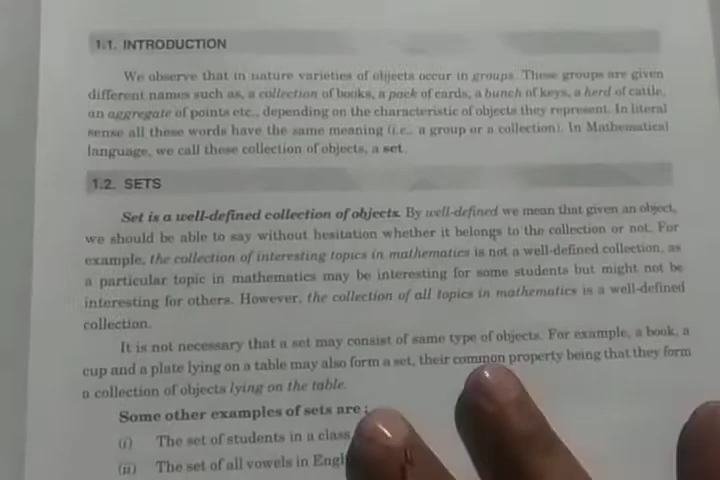 1.1. INTRODUCTION
We observe that in nature varieties of objects occur in groups. These groups are given
different names such as, a collection of books, a pack of cards, a bunch of keys, a herd of cattle,
an aggregate of points etc., depending on the characteristic of objects they represent. In literal
sense all these words have the same meaning (i.e., a group or a collection). In Mathematical
language, we call these collection of objects, a set.
1.2. SETS
Set is a well-defined collection of objects. By well-defined we mean that given an object,
we should be able to say without hesitation whether it belongs to the collection or not. For
example, the collection of interesting topics in mathematics is not a well-defined collection, as
a particular topic in mathematics may be interesting for some students but might not be
interesting for others. However, the collection of all topics in mathematics is a well-defined
collection.
It is not necessary that a set may consist of same type of objects. For example, a book, a
cup and a plate lying on a table may also form a set, their common property being that they form
a collection of objects lying on the table.
Some other examples of sets are :
(i) The set of students in a class
(ii) The set of all vowels in Engl